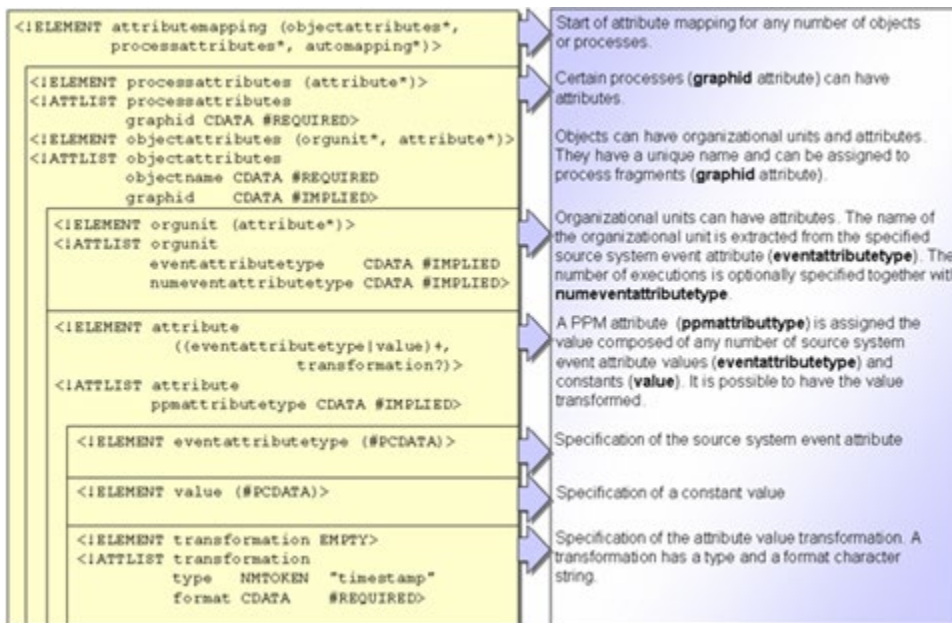 <!ELEMENT attributemapping (objectattributes*,
processattributes*, automapping*)>
Start of attribute mapping for any number of objects
or processes.
<!ELEMENT processattributes (attribute*)>
<!ATTLIST processattributes
graphid CDATA #REQUIRED>
<!ELEMENT objectattributes (orgunit*, attribute*)>
<!ATTLIST objectattributes
objectname CDATA #REQUIRED
graphid CDATA #IMPLIED>
Certain processes (graphid attribute) can have
attributes.
Objects can have organizational units and attributes.
They have a unique name and can be assigned to
process fragments (graphid attribute).
<!ELEMENT orgunit (attribute*)>
<!ATTLIST orgunit
eventattributetype CDATA #IMPLIED
numeventattributetype CDATA #IMPLIED>
Organizational units can have attributes. The name of
the organizational unit is extracted from the specified
source system event attribute (eventattributetype). The
number of executions is optionally specified together with
numeventattributetype.
<!ELEMENT attribute
((eventattributetype|value)+,
transformation?)>
<!ATTLIST attribute
ppmattributetype CDATA #IMPLIED>
A PPM attribute (ppmattributtype) is assigned the
value composed of any number of source system
event attribute values (eventattributetype) and
constants (value). It is possible to have the value
transformed.
<!ELEMENT eventattributetype (#PCDATA)>
Specification of the source system event attribute
<!ELEMENT value (#PCDATA)>
Specification of a constant value
<!ELEMENT transformation EMPTY>
<!ATTLIST transformation
type NMTOKEN "timestamp"
format CDATA #REQUIRED>
Specification of the attribute value transformation. A
transformation has a type and a format character
string.